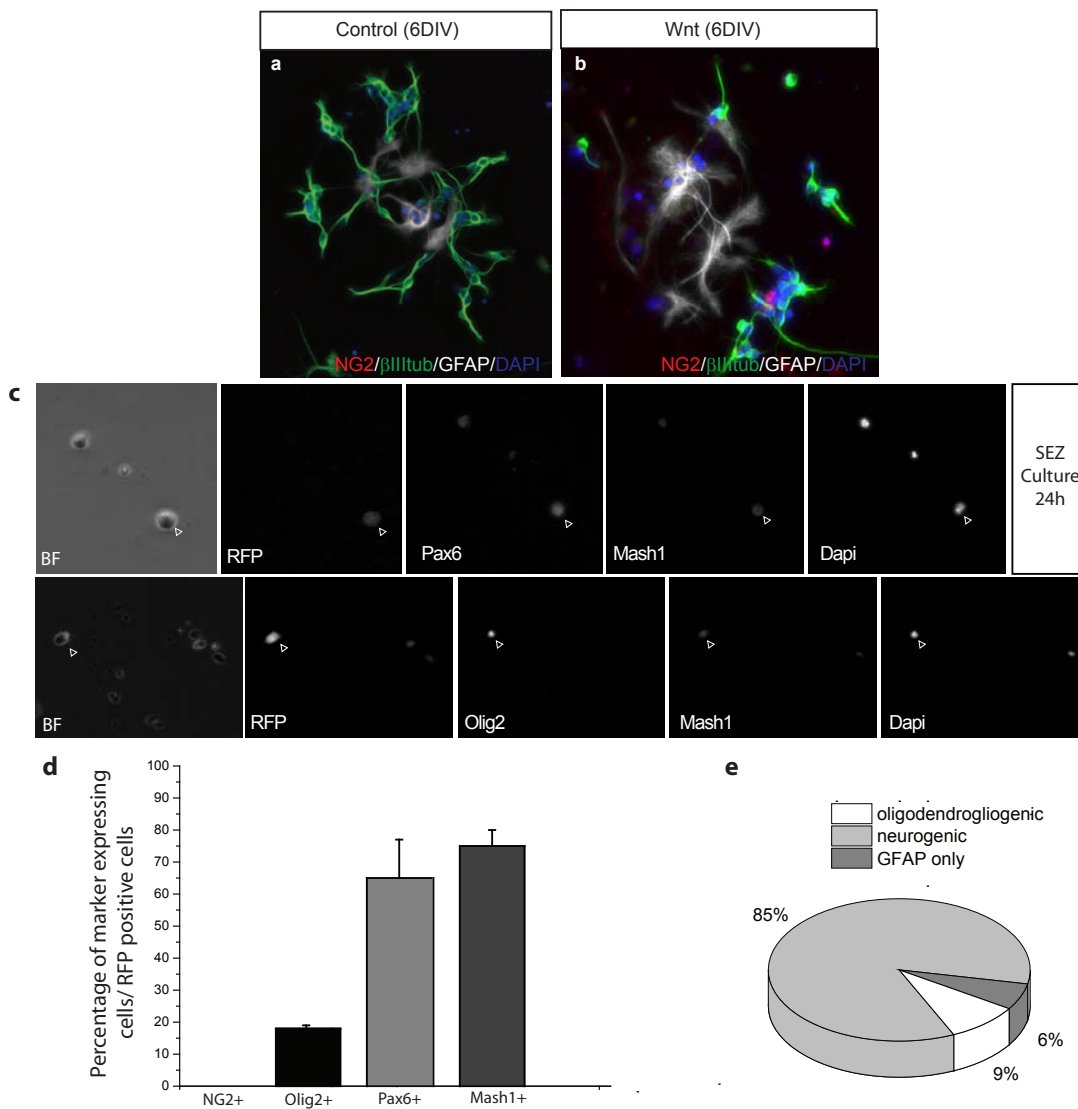 Control (6DIV)
Wnt (6DIV)
a
b
NG2/βIIItub/GFAP/DAPI
NG2/βIIItub/GFAP/DAPI
c
BF
RFP
Pax6
Mash1
Dapi
SEZ
Culture
24h
BF
RFP
Olig2
Mash1
Dapi
d
Percentage of marker expressing
cells/ RFP positive cells
100
90
80
70
60
50
40
30
20
10
0
NG2+
Olig2+
Pax6+
Mash1+
e
oligodendrogliogenic
neurogenic
GFAP only
85%
6%
9%